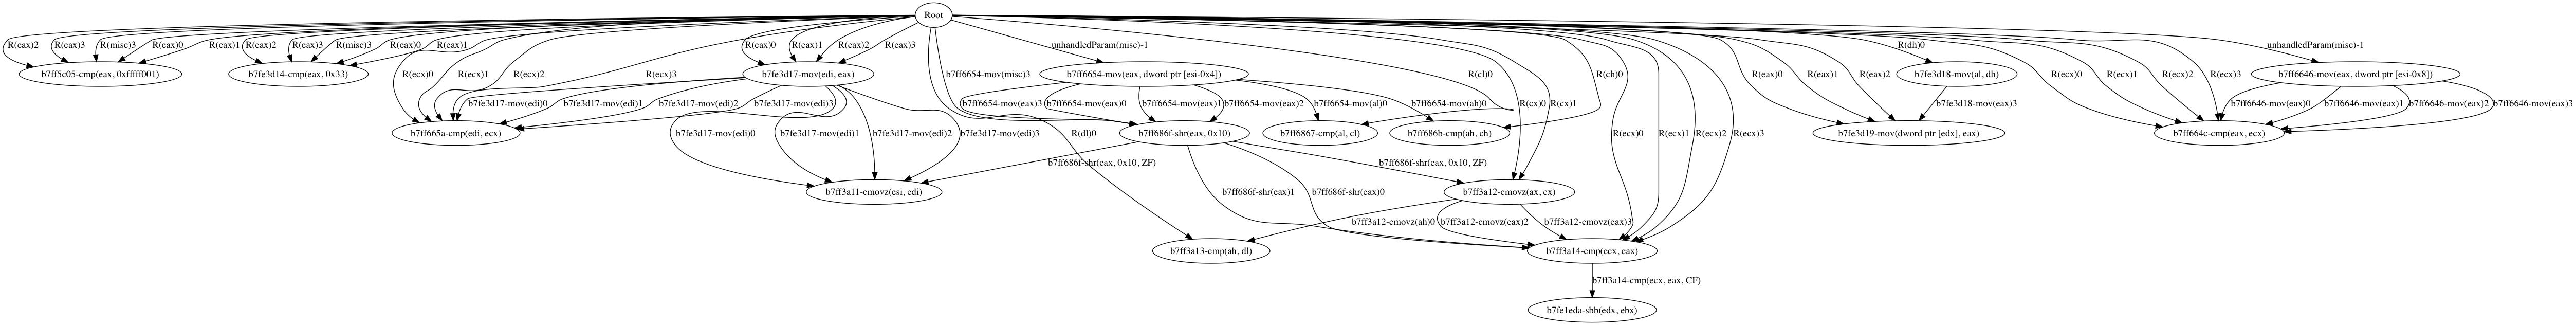 Root
R(eax)2
R(eax)3
R(misc)3
R(eax)0
R(eax)1
R(eax)2
R(eax)3
R(misc)3
R(eax)0
R(eax)1
R(eax)0
R(eax)1
R(eax)2
R(eax)3
unhandledParam(misc)-1
R(dh)0
unhandledParam(misc)-1
b7ff5c05-cmp(eax, 0xfffff001)
b7fe3d14-cmp(eax, 0x33)
R(ecx)0
R(ecx)1
R(ecx)2
R(ecx)3
b7fe3d17-mov(edi, eax)
b7ff6654-mov(misc)3
b7ff6654-mov(eax, dword ptr [esi-0x4])
R(cl)0
R(ch)0
R(eax)0
R(eax)1
R(eax)2
b7fe3d18-mov(al, dh)
R(ecx)0
R(ecx)1
R(ecx)2
R(ecx)3
b7ff6646-mov(eax, dword ptr [esi-0x8])
b7fe3d17-mov(edi)0
b7fe3d17-mov(edi)1
b7fe3d17-mov(edi)2
b7fe3d17-mov(edi)3
b7ff6654-mov(eax)3
b7ff6654-mov(eax)0
b7ff6654-mov(eax)1
b7ff6654-mov(eax)2
b7ff6654-mov(al)0
b7ff6654-mov(ah)0
R(cx)0
R(cx)1
b7fe3d18-mov(eax)3
b7ff6646-mov(eax)0
b7ff6646-mov(eax)1
b7ff6646-mov(eax)2
b7ff6646-mov(eax)3
b7ff665a-cmp(edi, ecx)
b7fe3d17-mov(edi)0
b7fe3d17-mov(edi)1
b7fe3d17-mov(edi)2
b7fe3d17-mov(edi)3
R(dl)0
b7ff686f-shr(eax, 0x10)
b7ff6867-cmp(al, cl)
b7ff686b-cmp(ah, ch)
R(ecx)0
R(ecx)1
R(ecx)2
R(ecx)3
b7fe3d19-mov(dword ptr [edx], eax)
b7ff664c-cmp(eax, ecx)
b7ff686f-shr(eax, 0x10, ZF)
b7ff686f-shr(eax, 0x10, ZF)
b7ff3a11-cmovz(esi, edi)
b7ff686f-shr(eax)1
b7ff686f-shr(eax)0
b7ff3a12-cmovz(ax, cx)
b7ff3a12-cmovz(ah)0
b7ff3a12-cmovz(eax)2
b7ff3a12-cmovz(eax)3
b7ff3a13-cmp(ah, dl)
b7ff3a14-cmp(ecx, eax)
b7ff3a14-cmp(ecx, eax, CF)
b7fe1eda-sbb(edx, ebx)